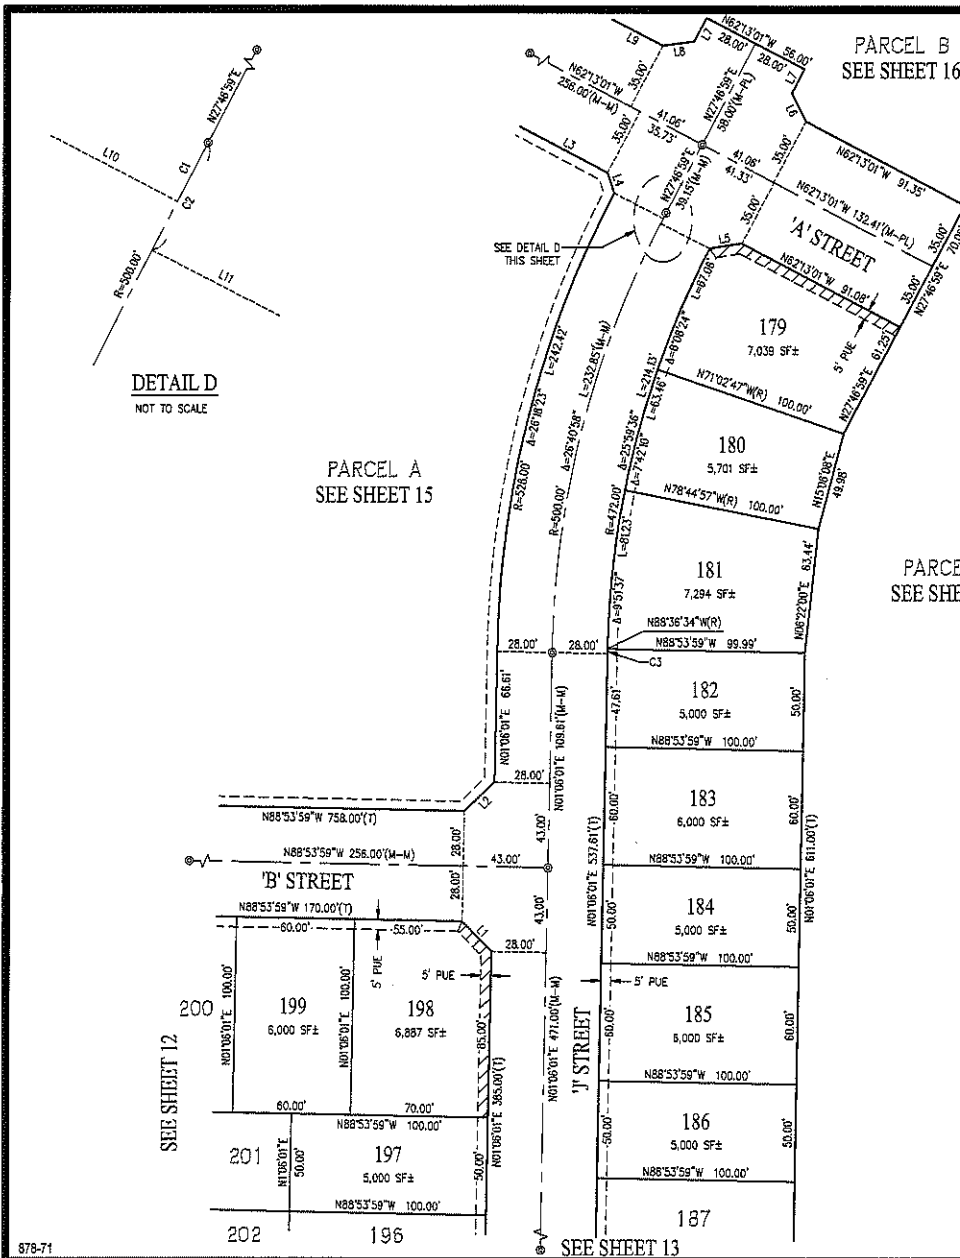 PARCEL B
SEE SHEET 16
L9
L8
L7
N62°13'01"W 56.00'
28.00'
28.00'
L7
L6
N62°13'01"W
256.00'(M-M)
35.00'
35.00'
N27°46'59"E
58.00'(M-PL)
41.06'
35.73'
41.06'
41.33'
35.00'
35.00'
N62°13'01"W 91.35'
N62°13'01"W 132.41'(M-PL)
'A' STREET
35.00'
35.00'
N27°46'59"E 70.00'
L3
L4
L5
N27°46'59"E
39.15'(M-M)
SEE DETAIL D
THIS SHEET
N62°13'01"W 91.08'
5' PUE
N27°46'59"E
C1
C2
L10
L11
R=500.00'
DETAIL D
NOT TO SCALE
PARCEL A
SEE SHEET 15
L=242.42'
Δ=26°18'23"
R=528.00'
L=232.85'(M-M)
Δ=26°40'58"
R=500.00'
L=67.08'
Δ=8°08'24"
L=214.13'
L=63.46'
Δ=25°59'36"
Δ=7°42'10"
R=472.00'
L=81.23'
Δ=9°51'37"
179
7,039 SF±
N27°46'59"E 61.25'
N71°02'47"W(R) 100.00'
180
5,701 SF±
N15°06'08"E
49.98'
N78°44'57"W(R) 100.00'
181
7,294 SF±
N06°22'00"E 63.44'
PARCE
SEE SHE
N88°36'34"W(R)
N88°53'59"W 99.99'
C3
28.00'
28.00'
N01°06'01"E 66.61'
N01°06'01"E 109.61'(M-M)
47.61'
182
5,000 SF±
50.00'
N88°53'59"W 100.00'
28.00'
L2
183
6,000 SF±
60.00'
60.00'
N01°06'01"E 537.61'(T)
N01°06'01"E 611.00'(T)
N88°53'59"W 758.00'(T)
28.00'
43.00'
N88°53'59"W 256.00'(M-M)
43.00'
'B' STREET
28.00'
43.00'
N88°53'59"W 100.00'
184
5,000 SF±
50.00'
50.00'
N88°53'59"W 100.00'
N88°53'59"W 170.00'(T)
60.00'
55.00'
L1
28.00'
5' PUE
5' PUE
5' PUE
200
N01°06'01"E 100.00'
199
6,000 SF±
N01°06'01"E 100.00'
198
6,887 SF±
85.00'
N01°06'01"E 385.00'(T)
N01°06'01"E 471.00'(M-M)
'J' STREET
185
6,000 SF±
60.00'
60.00'
N88°53'59"W 100.00'
SEE SHEET 12
60.00'
70.00'
N88°53'59"W 100.00'
186
5,000 SF±
50.00'
50.00'
N88°53'59"W 100.00'
201
N1°06'01"E
50.00'
197
5,000 SF±
50.00'
N88°53'59"W 100.00'
202
196
187
SEE SHEET 13
878-71